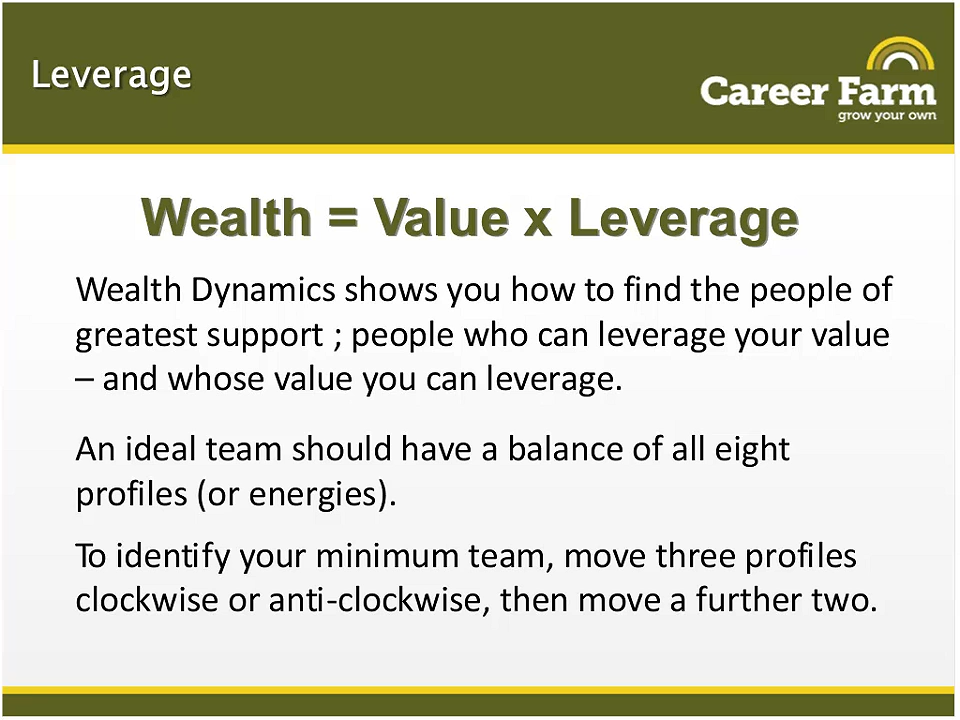 Leverage
Career Farm
grow your own
Wealth = Value x Leverage
Wealth Dynamics shows you how to find the people of
greatest support ; people who can leverage your value
– and whose value you can leverage.
An ideal team should have a balance of all eight
profiles (or energies).
To identify your minimum team, move three profiles
clockwise or anti-clockwise, then move a further two.